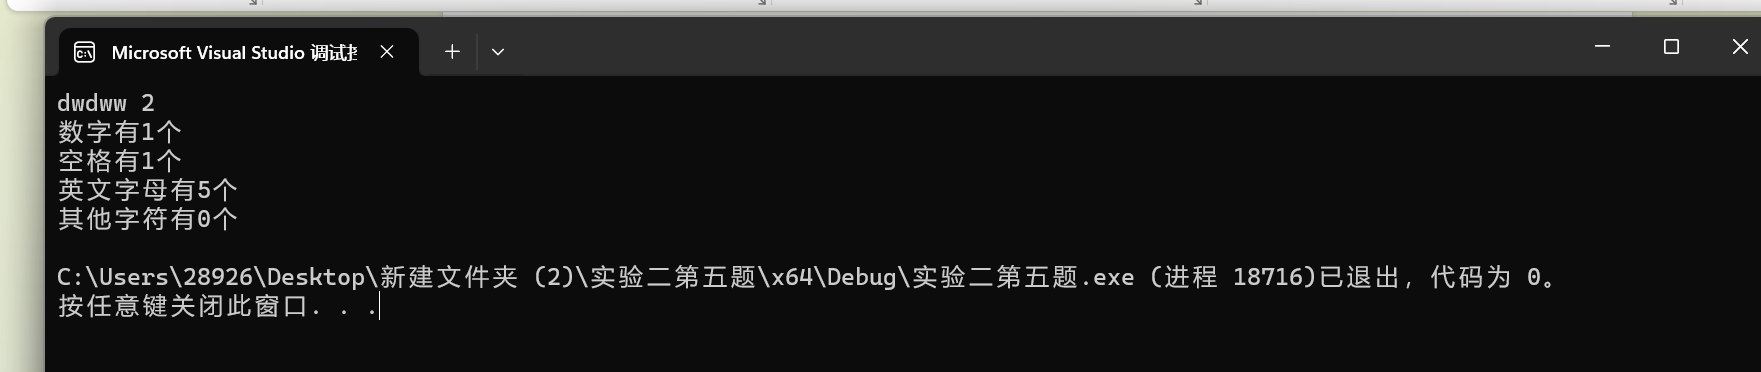 Microsoft Visual Studio 调试
dwdww 2
数字有1个
空格有1个
英文字母有5个
其他字符有0个
C:\Users\28926\Desktop\新建文件夹 (2)\实验二第五题\x64\Debug\实验二第五题.exe (进程 18716)已退出，代码为 0。
按任意键关闭此窗口. . .